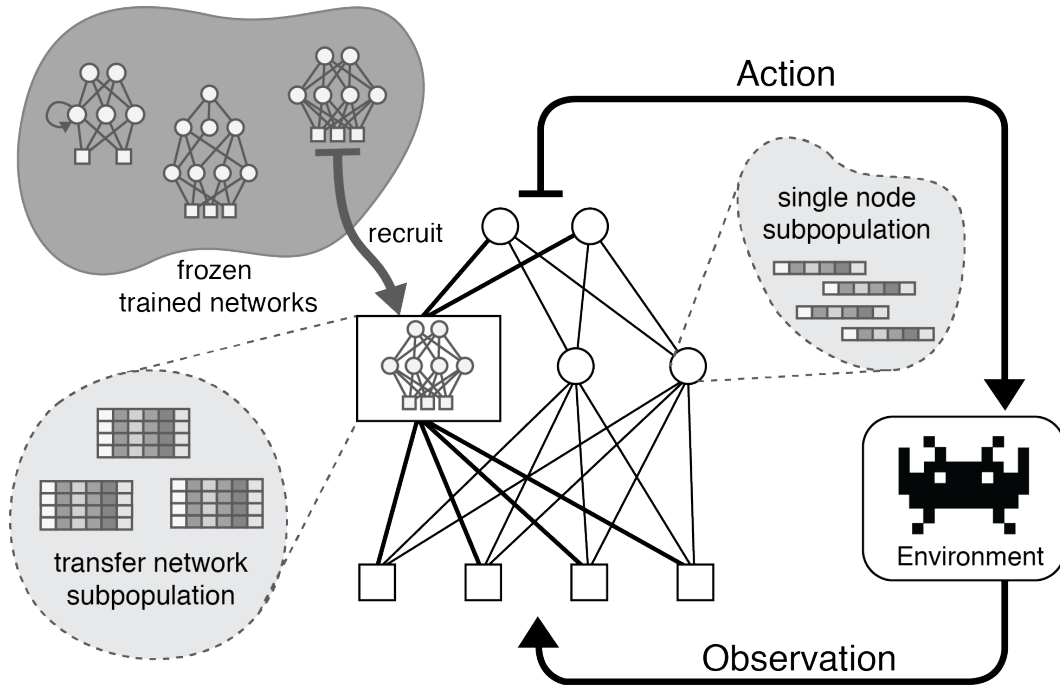 Action
single node
subpopulation
recruit
frozen
trained networks
transfer network
subpopulation
Environment
Observation